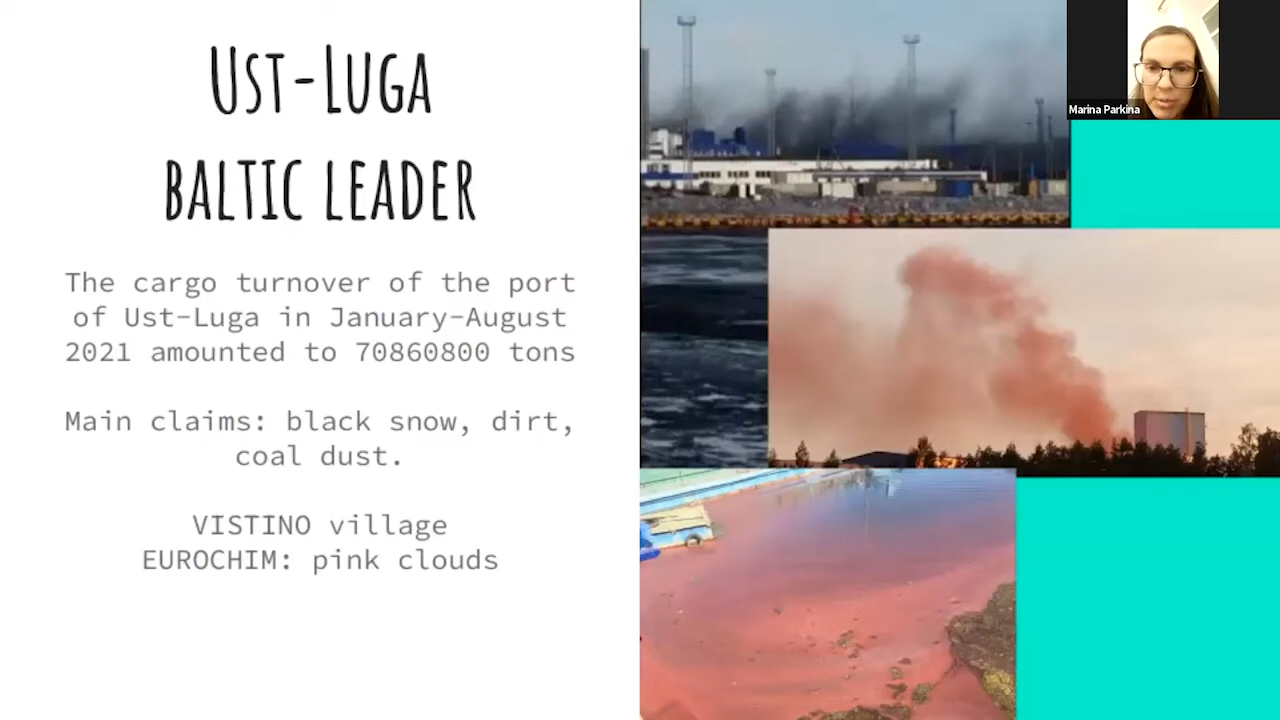 Ust-Luga
baltic leader
The cargo turnover of the port
of Ust-Luga in January-August
2021 amounted to 70860800 tons
Main claims: black snow, dirt,
coal dust.
VISTINO village
EUROCHIM: pink clouds
Marina Parkina